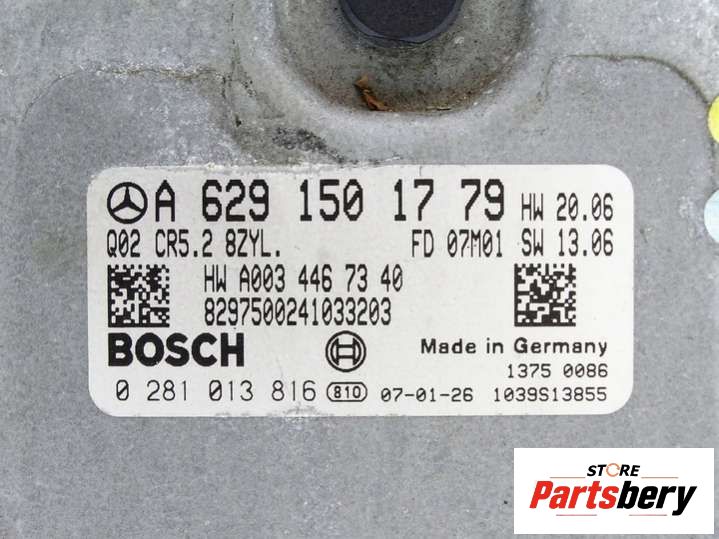 A 629 150 17 79 HW 20.06
Q02 CR5.2 8ZYL. FD 07M01 SW 13.06
HW A003 446 73 40
8297500241033203
BOSCH Made in Germany
1375 0086
0 281 013 816 810 07-01-26 1039S13855
STORE
Partsbery